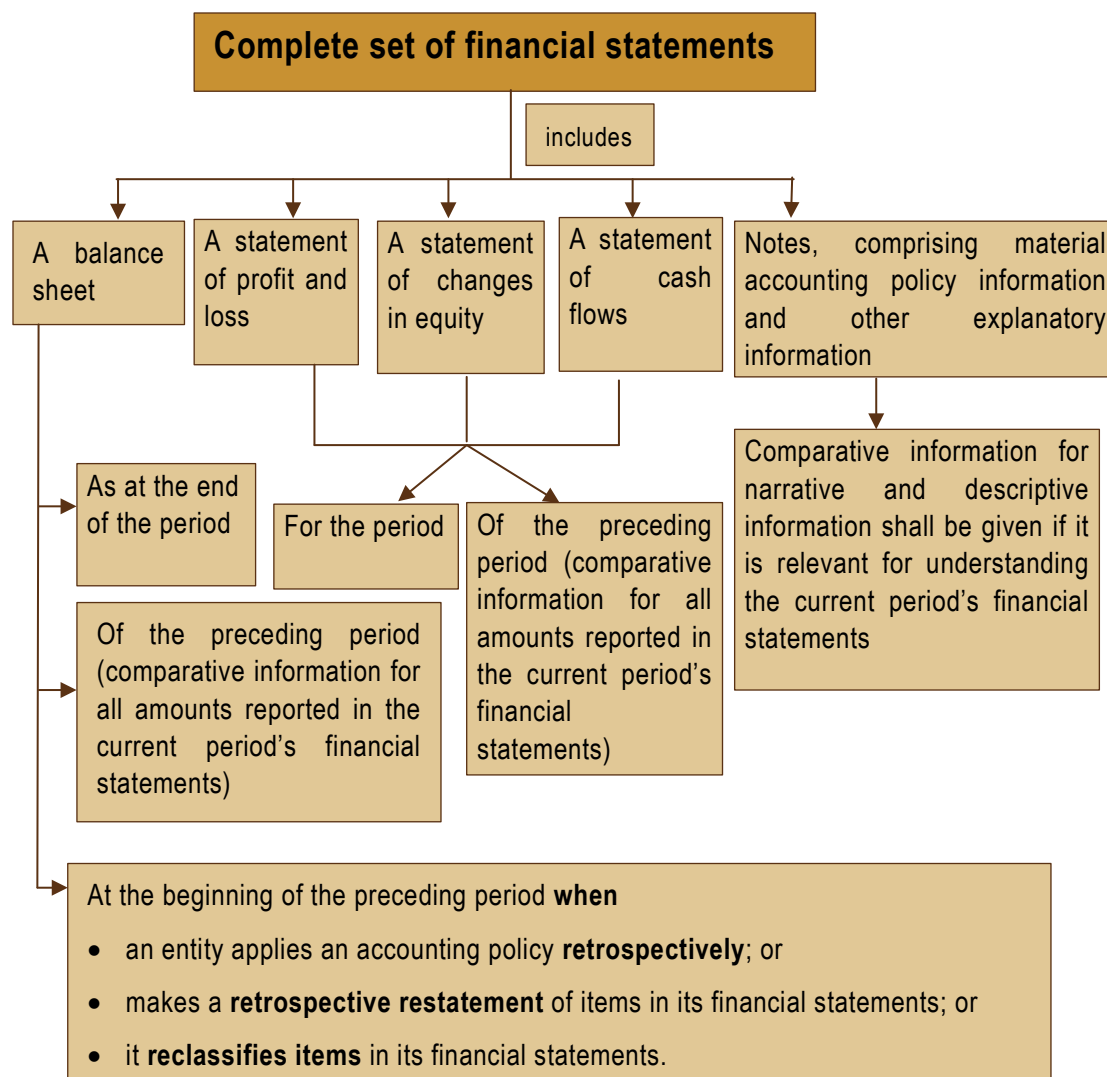 Complete set of financial statements
includes
A balance
sheet
A statement
of profit and
loss
A statement
of changes
in equity
A statement
of cash
flows
Notes, comprising material
accounting policy information
and other explanatory
information
As at the end
of the period
For the period
Of the preceding
period (comparative
information for all
amounts reported in
the current period’s
financial
statements)
Comparative information for
narrative and descriptive
information shall be given if it
is relevant for understanding
the current period’s financial
statements
Of the preceding period
(comparative information for
all amounts reported in the
current period’s financial
statements)
At the beginning of the preceding period when
• an entity applies an accounting policy retrospectively; or
• makes a retrospective restatement of items in its financial statements; or
• it reclassifies items in its financial statements.